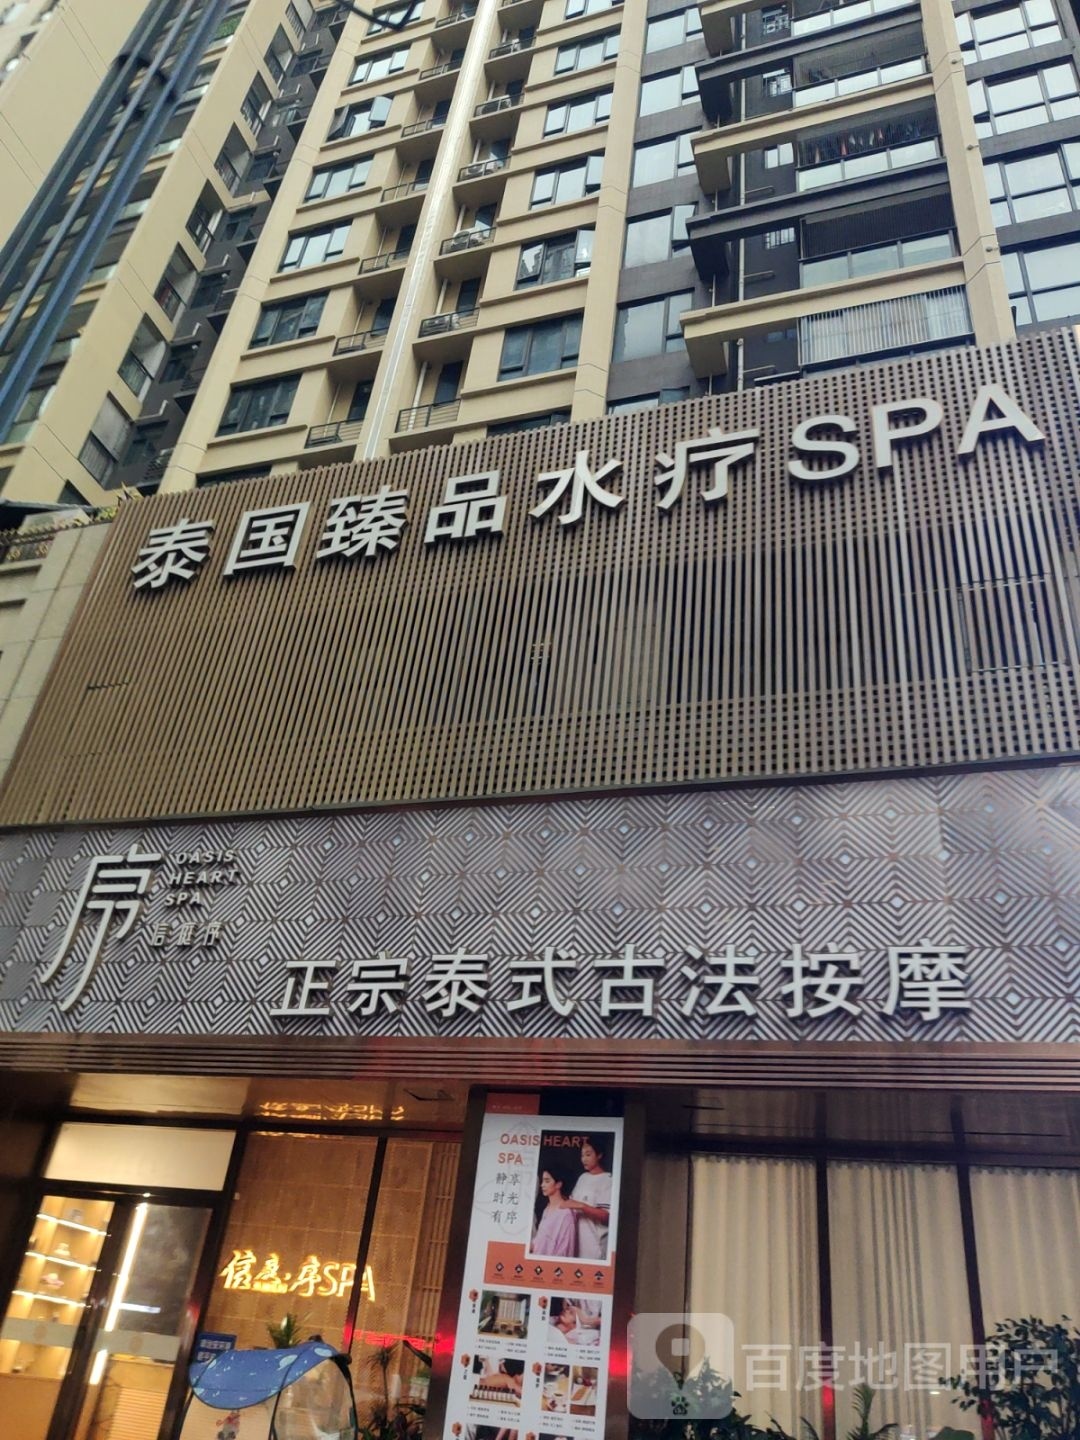 泰国臻品水疗SPA
序
OASIS
HEART
SPA
信庭序
正宗泰式古法按摩
OASIS HEART
SPA
静享
时光
有序
信庭·序SPA
百度地图用户